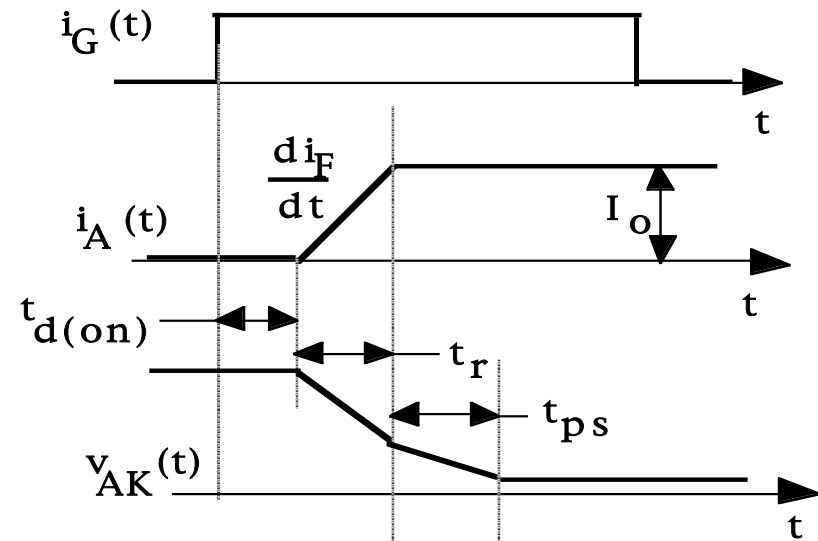 i_G (t)
t
di_F
dt
i_A (t)
I_o
t
t_d(on)
t_r
t_ps
v_AK (t)
t